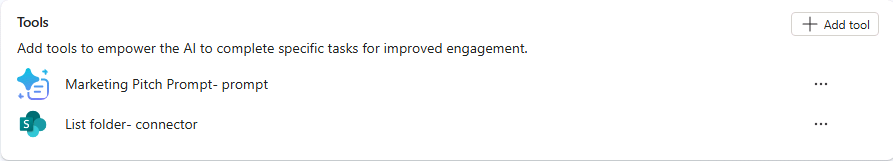 Tools
Add tool
Add tools to empower the AI to complete specific tasks for improved engagement.
Marketing Pitch Prompt- prompt
...
S
List folder- connector
...